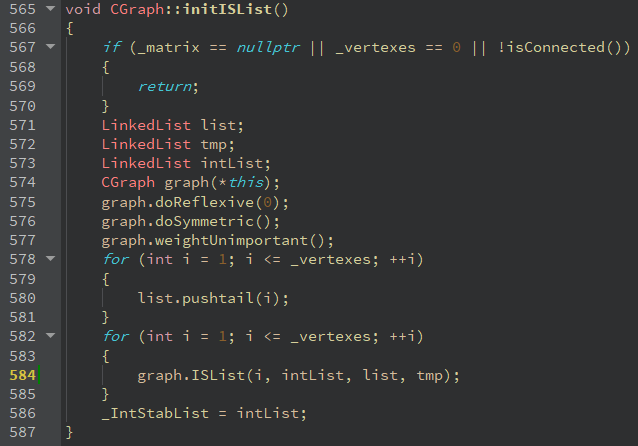 565 void CGraph::initISList()
566 {
567     if (_matrix == nullptr || _vertexes == 0 || !isConnected())
568     {
569         return;
570     }
571     LinkedList list;
572     LinkedList tmp;
573     LinkedList intList;
574     CGraph graph(*this);
575     graph.doReflexive(0);
576     graph.doSymmetric();
577     graph.weightUnimportant();
578     for (int i = 1; i <= _vertexes; ++i)
579     {
580         list.pushtail(i);
581     }
582     for (int i = 1; i <= _vertexes; ++i)
583     {
584         graph.ISList(i, intList, list, tmp);
585     }
586     _IntStabList = intList;
587 }